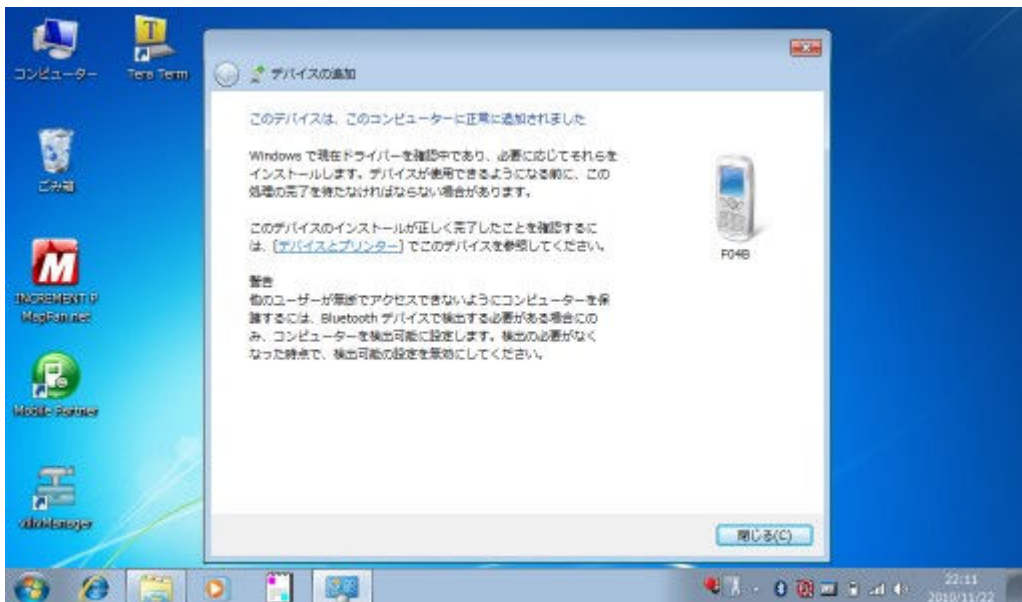 コンピューター
Tera Term
デバイスの追加
このデバイスは、このコンピューターに正常に追加されました
Windows で現在ドライバーを確認中であり、必要に応じてそれらを
インストールします。デバイスが使用できるようになる前に、この
処理の完了を待たなければならない場合があります。
このデバイスのインストールが正しく完了したことを確認するに
は、[デバイスとプリンター] でこのデバイスを参照してください。
警告
他のユーザーが無断でアクセスできないようにコンピューターを保
護するには、Bluetooth デバイスで検出する必要がある場合にの
み、コンピューターを検出可能に設定します。検出の必要がなく
なった時点で、検出可能の設定を無効にしてください。
F04B
ごみ箱
INCREMENT P
MapFan.net
Mobile Partner
閉じる(C)
22:11
2010/11/22